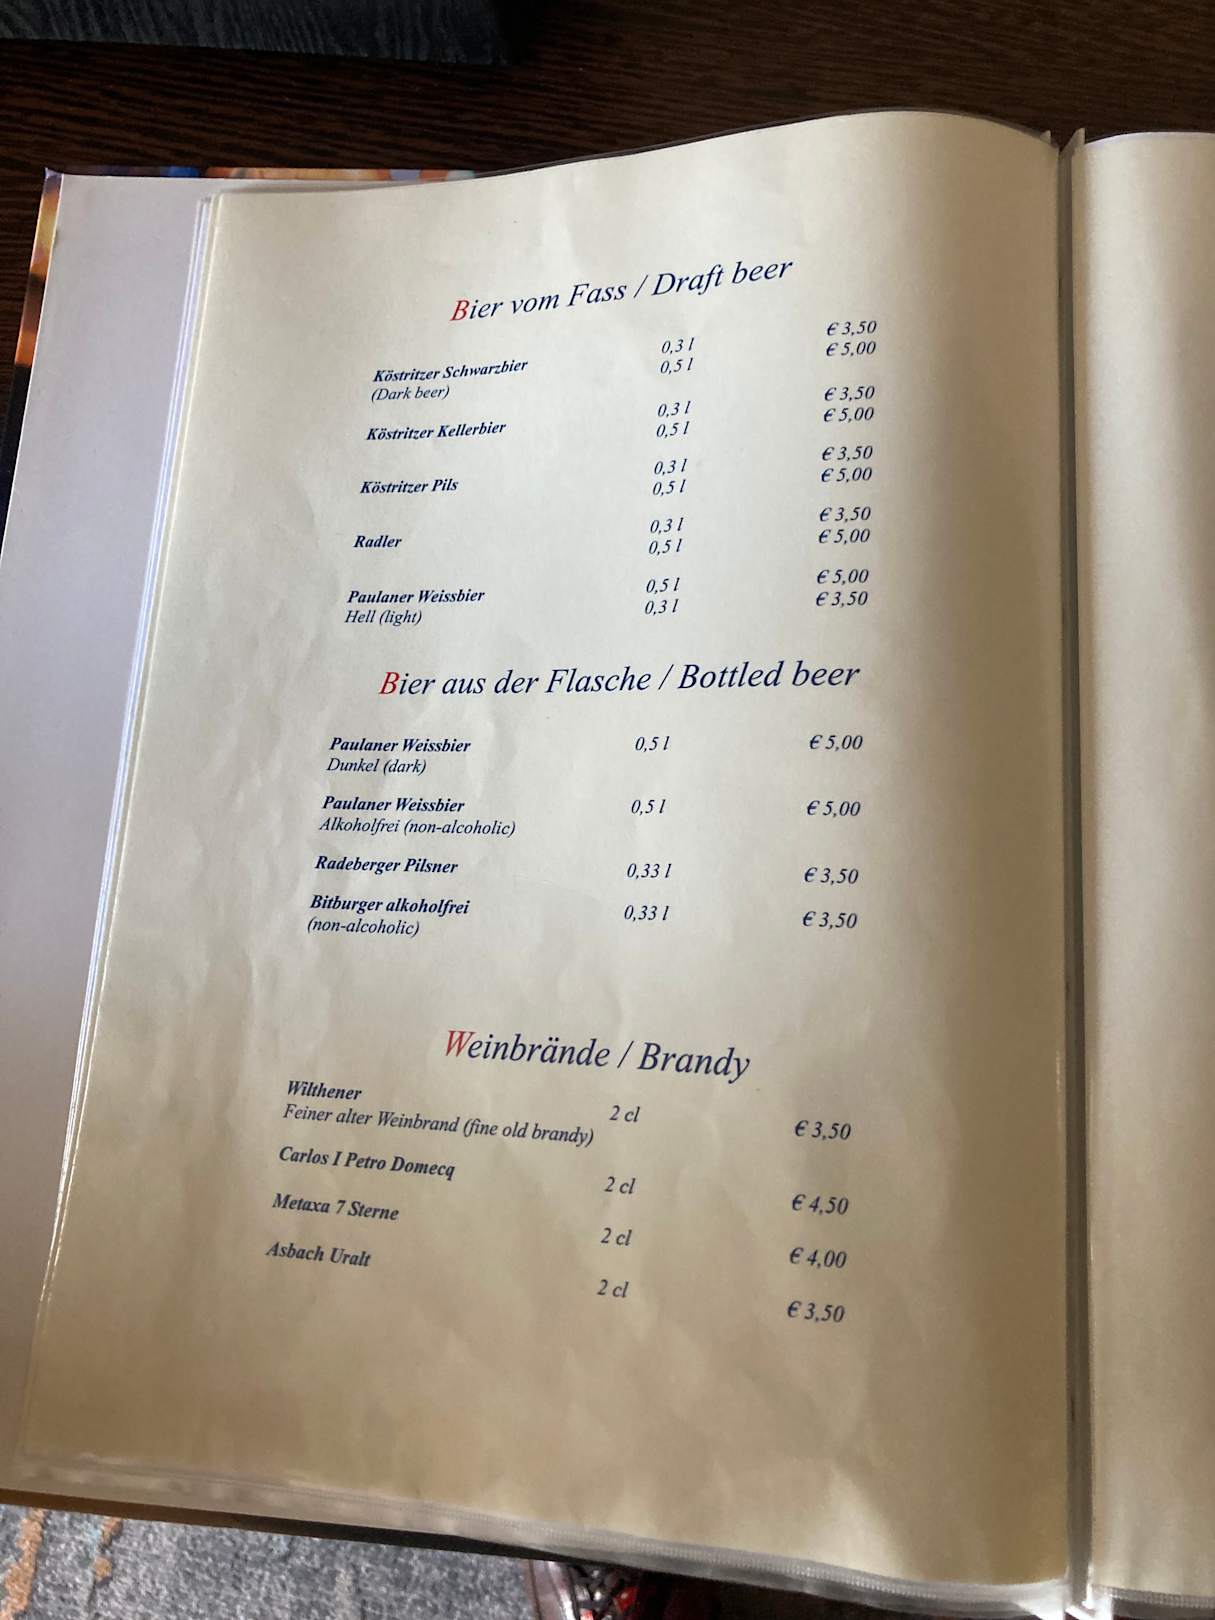 Bier vom Fass / Draft beer
Köstritzer Schwarzbier 0,3 l € 3,50
(Dark beer) 0,5 l € 5,00
Köstritzer Kellerbier 0,3 l € 3,50
0,5 l € 5,00
Köstritzer Pils 0,3 l € 3,50
0,5 l € 5,00
Radler 0,3 l € 3,50
0,5 l € 5,00
Paulaner Weissbier 0,5 l € 5,00
Hell (light) 0,3 l € 3,50
Bier aus der Flasche / Bottled beer
Paulaner Weissbier 0,5 l € 5,00
Dunkel (dark)
Paulaner Weissbier 0,5 l € 5,00
Alkoholfrei (non-alcoholic)
Radeberger Pilsner 0,33 l € 3,50
Bitburger alkoholfrei 0,33 l € 3,50
(non-alcoholic)
Weinbrände / Brandy
Wilthener
Feiner alter Weinbrand (fine old brandy) 2 cl € 3,50
Carlos I Petro Domecq 2 cl € 4,50
Metaxa 7 Sterne 2 cl € 4,00
Asbach Uralt 2 cl € 3,50